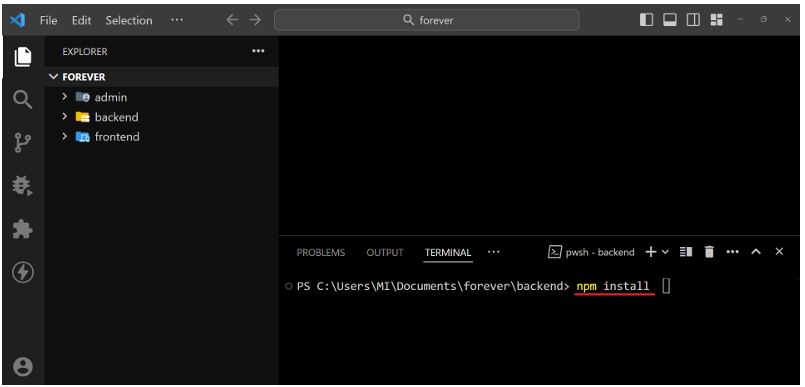 File Edit Selection ··· forever
EXPLORER ···
FOREVER
admin
backend
frontend
PROBLEMS OUTPUT TERMINAL ··· pwsh - backend ···
PS C:\Users\MI\Documents\forever\backend> npm install